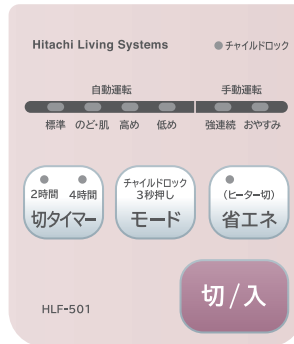 Hitachi Living Systems
チャイルドロック
自動運転 手動運転
標準 のど・肌 高め 低め 強連続 おやすみ
2時間 4時間
切タイマー
チャイルドロック
3秒押し
モード
(ヒーター切)
省エネ
切/入
HLF-501